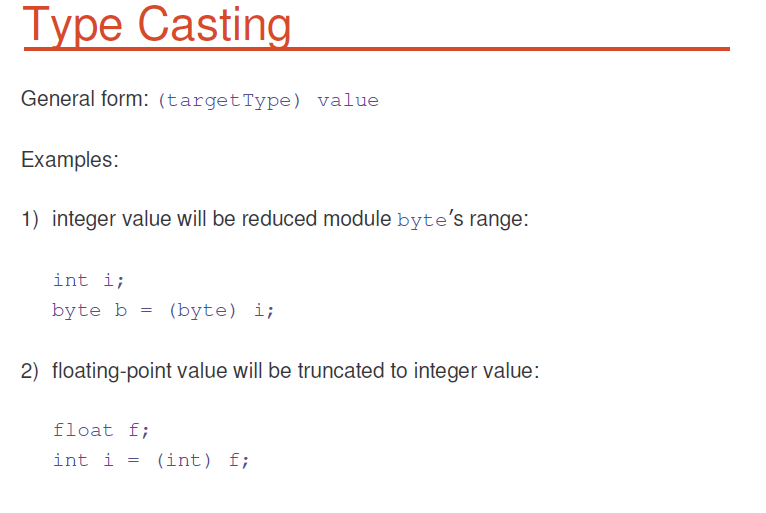 Type Casting
General form: (targetType) value
Examples:
1) integer value will be reduced module byte′s range:
int i;
byte b = (byte) i;
2) floating-point value will be truncated to integer value:
float f;
int i = (int) f;